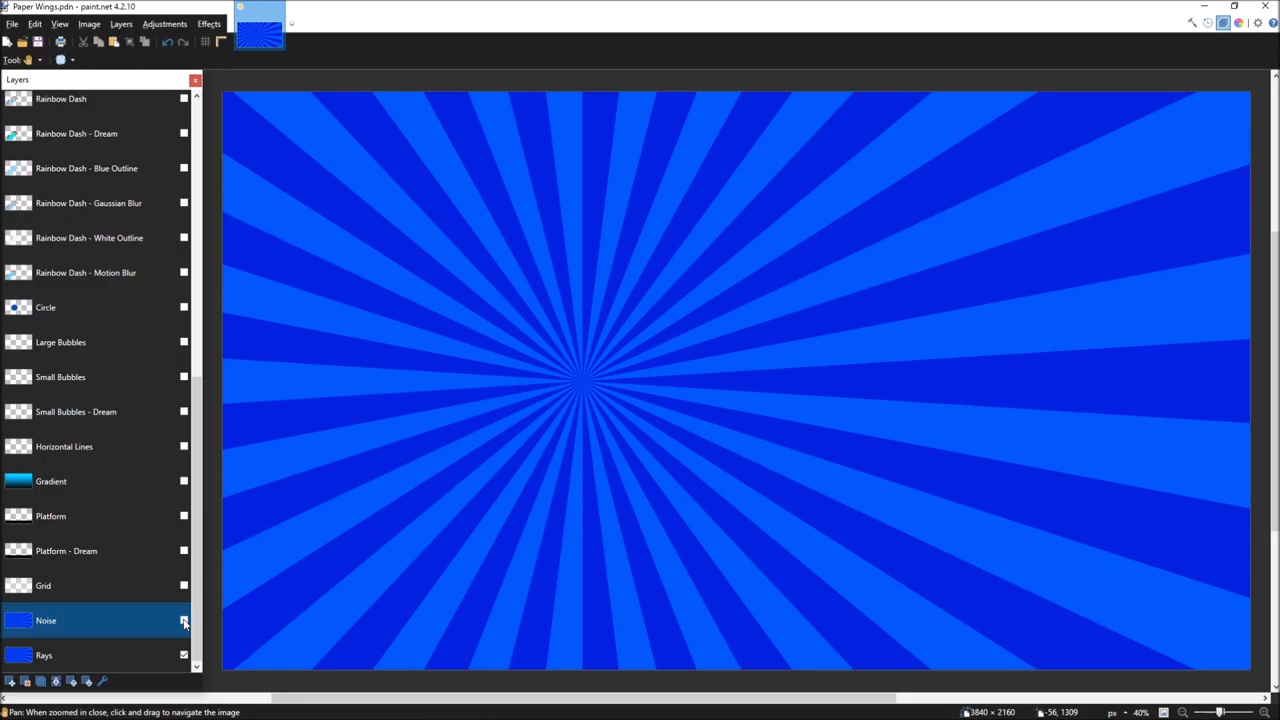 Paper Wings.pdn - paint.net 4.2.10
File Edit View Image Layers Adjustments Effects
Tool:
Layers
Rainbow Dash
Rainbow Dash - Dream
Rainbow Dash - Blue Outline
Rainbow Dash - Gaussian Blur
Rainbow Dash - White Outline
Rainbow Dash - Motion Blur
Circle
Large Bubbles
Small Bubbles
Small Bubbles - Dream
Horizontal Lines
Gradient
Platform
Platform - Dream
Grid
Noise
Rays
Pan: When zoomed in close, click and drag to navigate the image 3840 × 2160 -56, 1309 px 40%